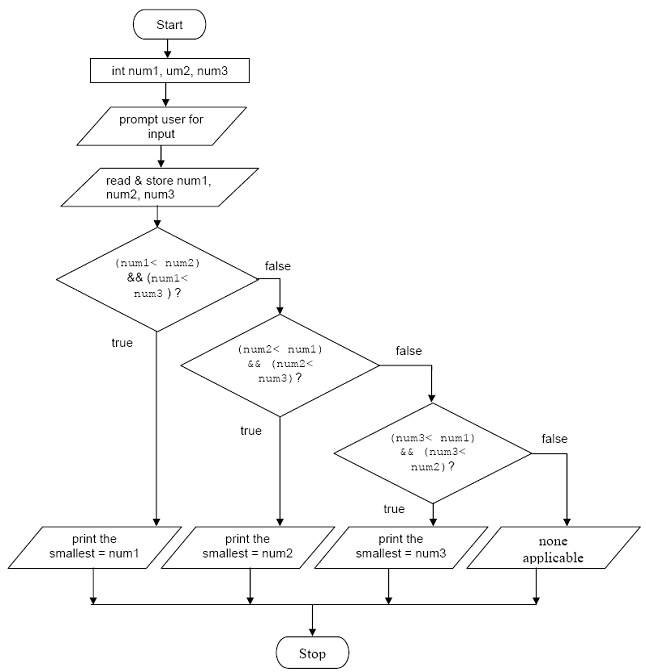 Start
int num1, um2, num3
prompt user for
input
read & store num1,
num2, num3
(num1< num2)
&& (num1<
num3 ) ?
false
true
(num2< num1)
&& (num2<
num3) ?
false
true
(num3< num1)
&& (num3<
num2) ?
false
true
print the
smallest = num1
print the
smallest = num2
print the
smallest = num3
none
applicable
Stop